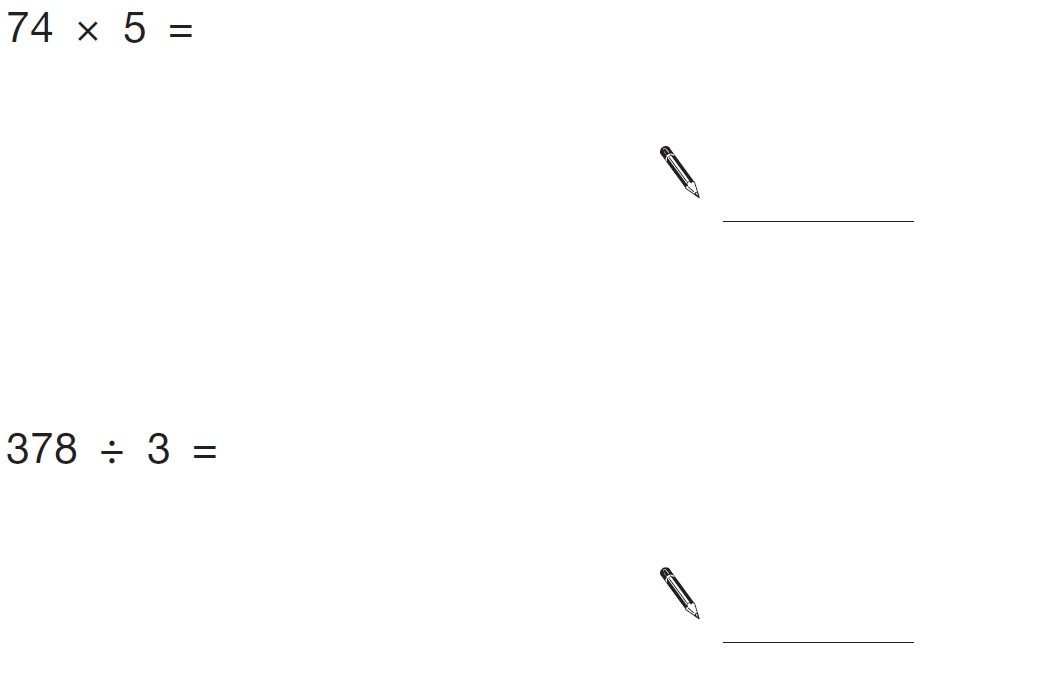 74 × 5 =
378 ÷ 3 =